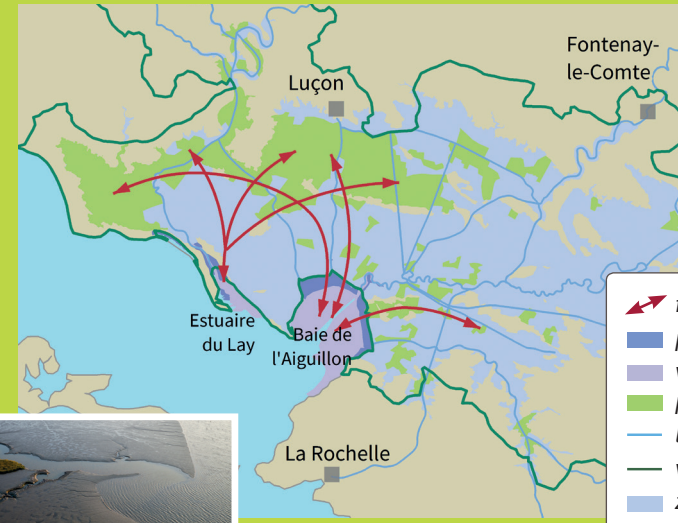 Fontenay-
le-Comte
Luçon
Estuaire
du Lay
Baie de
l'Aiguillon
La Rochelle